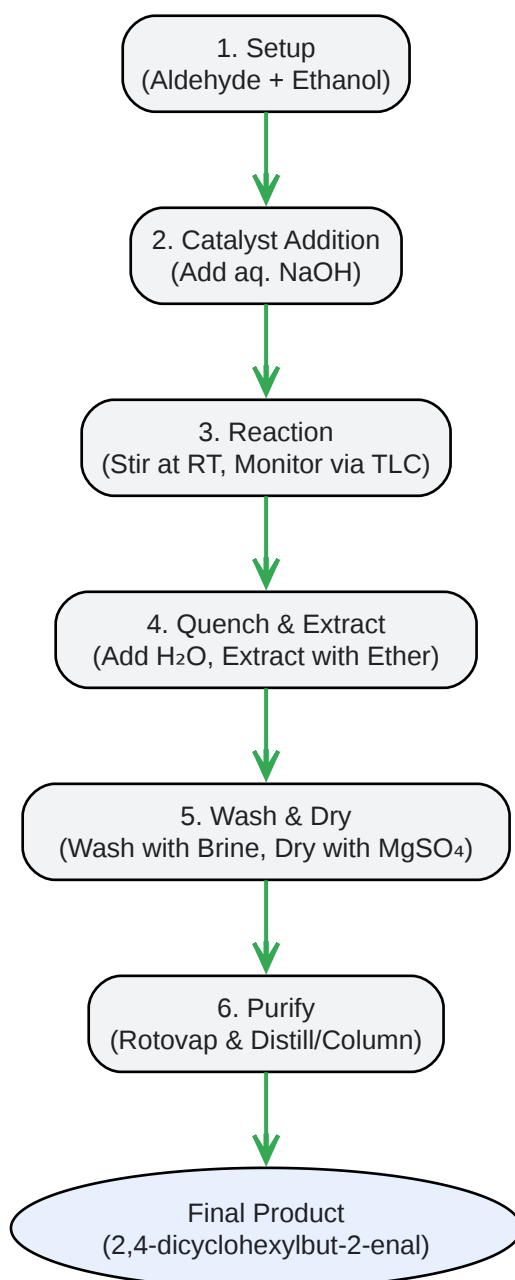 1. Setup
(Aldehyde + Ethanol)
2. Catalyst Addition
(Add aq. NaOH)
3. Reaction
(Stir at RT, Monitor via TLC)
4. Quench & Extract
(Add H₂O, Extract with Ether)
5. Wash & Dry
(Wash with Brine, Dry with MgSO₄)
6. Purify
(Rotovap & Distill/Column)
Final Product
(2,4-dicyclohexylbut-2-enal)